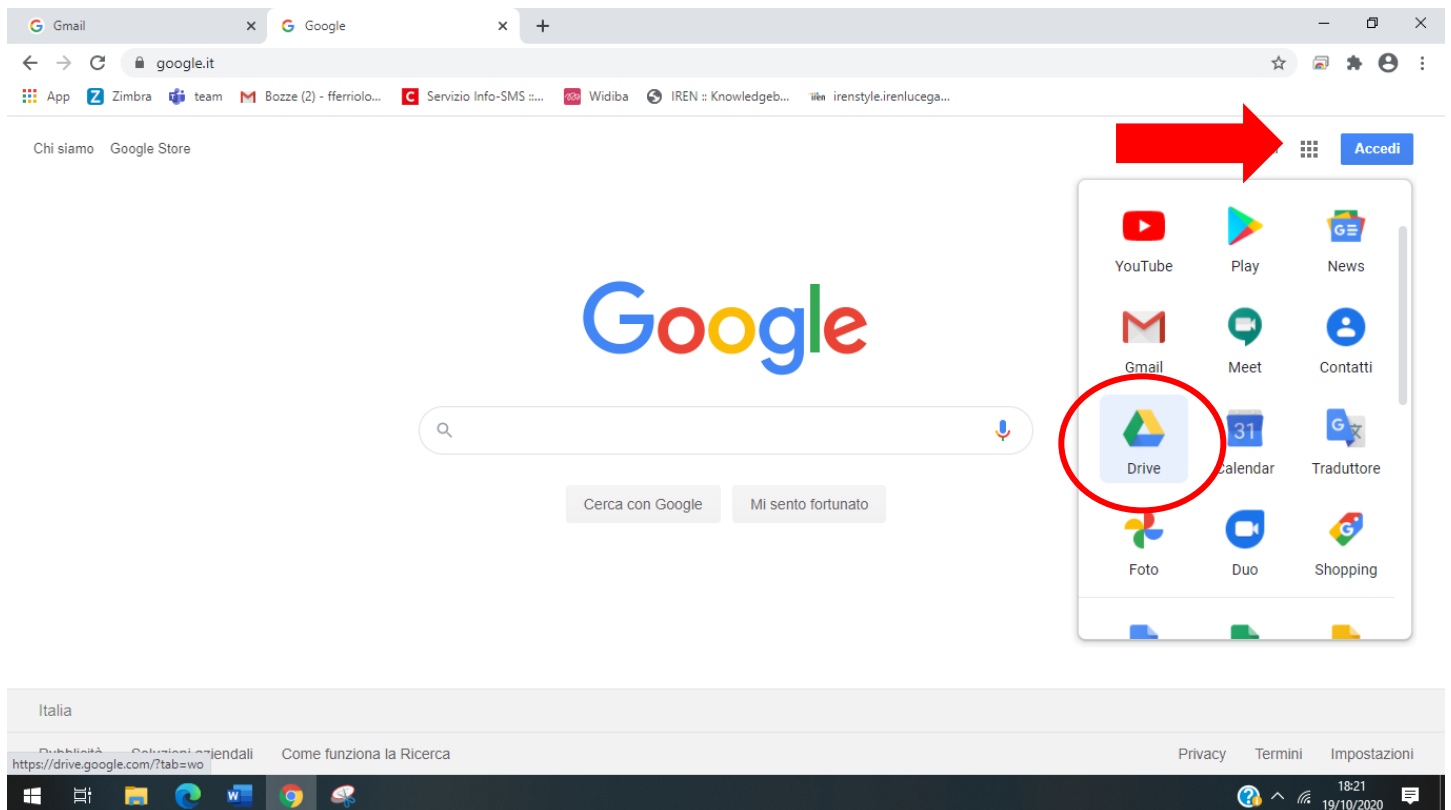 Gmail
Google
google.it
App Zimbra team Bozze (2) - fferriolo... Servizio Info-SMS ::... Widiba IREN :: Knowledgeb... irenstyle.irenlucega...
Chi siamo Google Store
Accedi
YouTube Play News
Google
Gmail Meet Contatti
Drive Calendar Traduttore
Cerca con Google Mi sento fortunato
Foto Duo Shopping
Italia
Come funziona la Ricerca Privacy Termini Impostazioni
https://drive.google.com/?tab=wo
18:21
19/10/2020